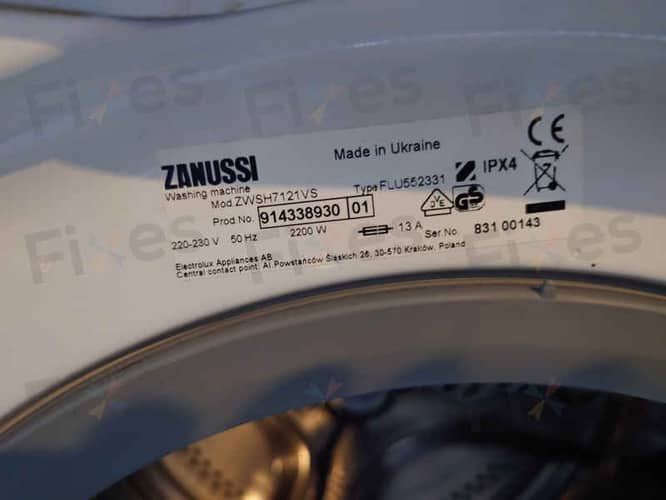 ZANUSSI
Made in Ukraine
Washing machine
Mod. ZWSH7121VS Type FLU552331
IPX4
CE
Prod No. 914338930 01
GS
220-230 V 50 Hz 2200 W 13 A Ser.No. 831 00143
Electrolux Appliances AB
Central contact point: Al.Powstańców Śląskich 26, 30-570 Kraków, Poland
Fixes
Fixes
Fixes
Fixes
Fixes
Fixes